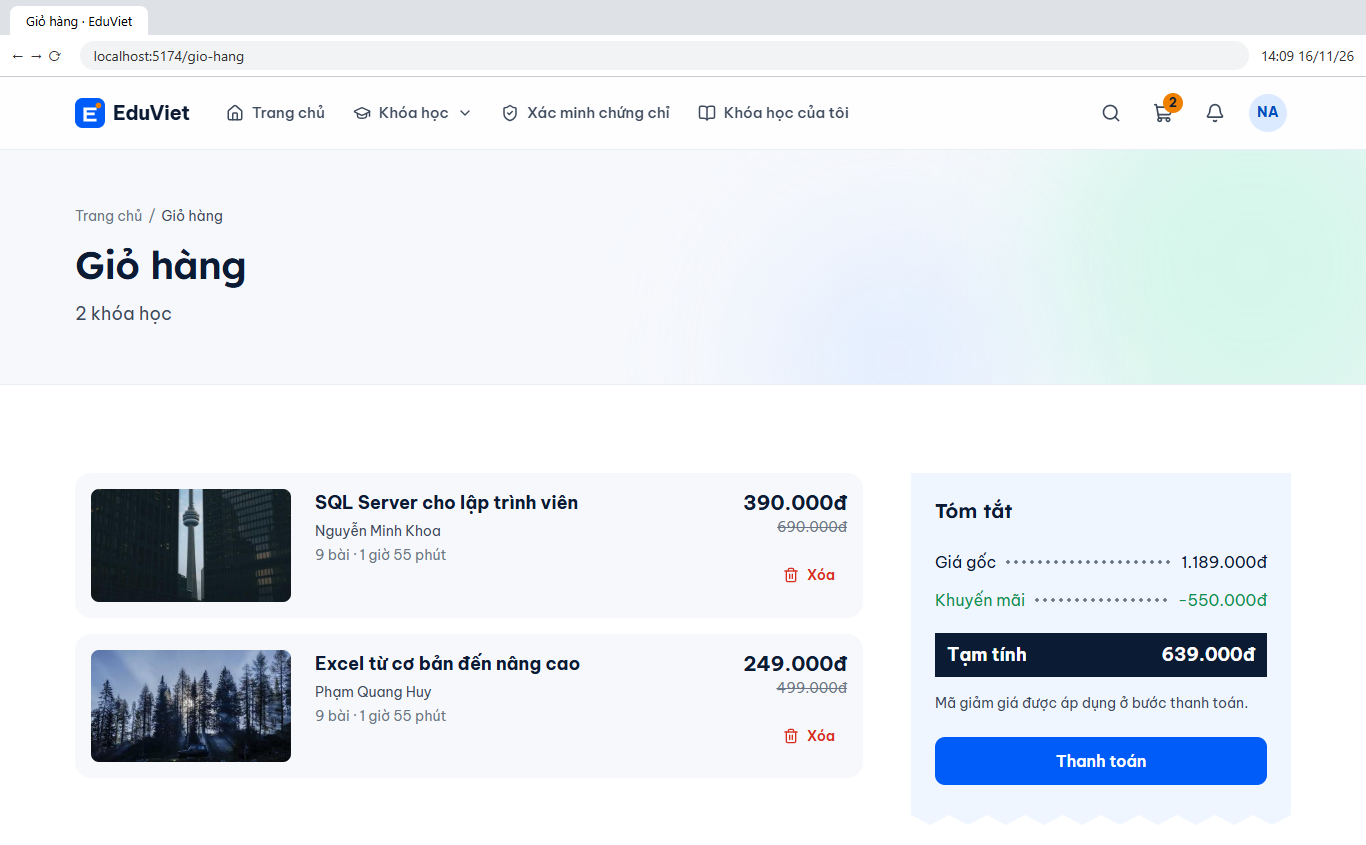 Giỏ hàng · EduViet
localhost:5174/gio-hang
14:09 16/11/26
EduViet
Trang chủ
Khóa học
Xác minh chứng chỉ
Khóa học của tôi
2
NA
Trang chủ / Giỏ hàng
Giỏ hàng
2 khóa học
SQL Server cho lập trình viên
Nguyễn Minh Khoa
9 bài · 1 giờ 55 phút
390.000đ
690.000đ
Xóa
Excel từ cơ bản đến nâng cao
Phạm Quang Huy
9 bài · 1 giờ 55 phút
249.000đ
499.000đ
Xóa
Tóm tắt
Giá gốc 1.189.000đ
Khuyến mãi -550.000đ
Tạm tính 639.000đ
Mã giảm giá được áp dụng ở bước thanh toán.
Thanh toán